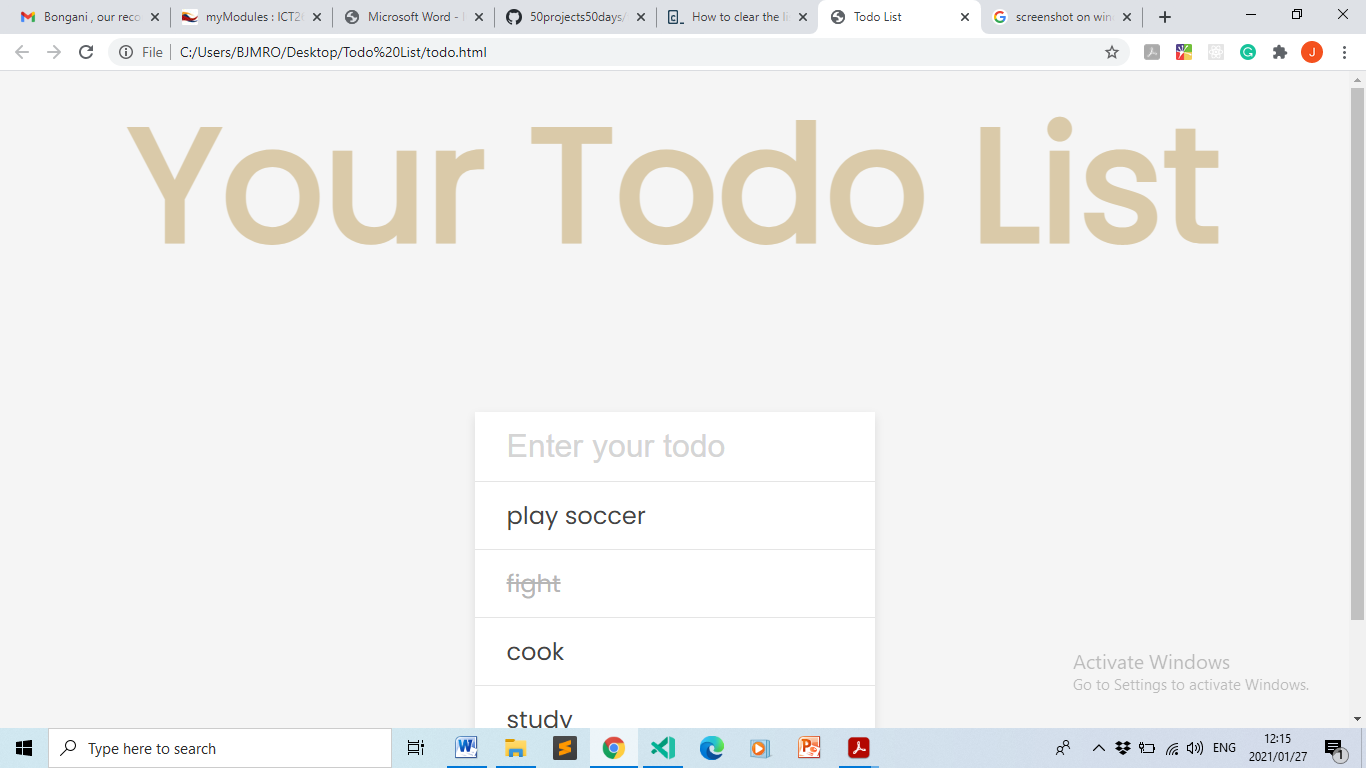 Bongani , our reco
myModules : ICT2
Microsoft Word -
50projects50days/
How to clear the li
Todo List
screenshot on win
File
C:/Users/BJMRO/Desktop/Todo%20List/todo.html
J
Your Todo List
Enter your todo
play soccer
fight
cook
study
Activate Windows
Go to Settings to activate Windows.
Type here to search
ENG
12:15
2021/01/27
1